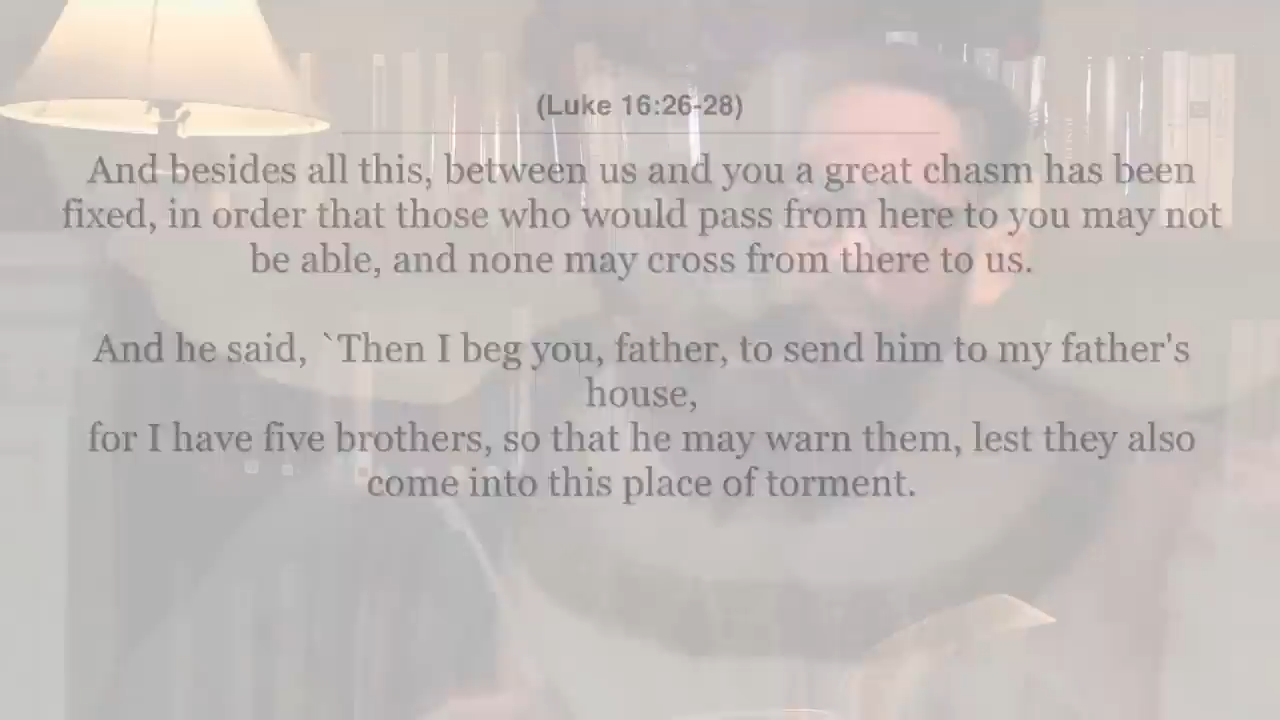 (Luke 16:26-28)
And besides all this, between us and you a great chasm has been
fixed, in order that those who would pass from here to you may not
be able, and none may cross from there to us.
And he said, `Then I beg you, father, to send him to my father's
house,
for I have five brothers, so that he may warn them, lest they also
come into this place of torment.